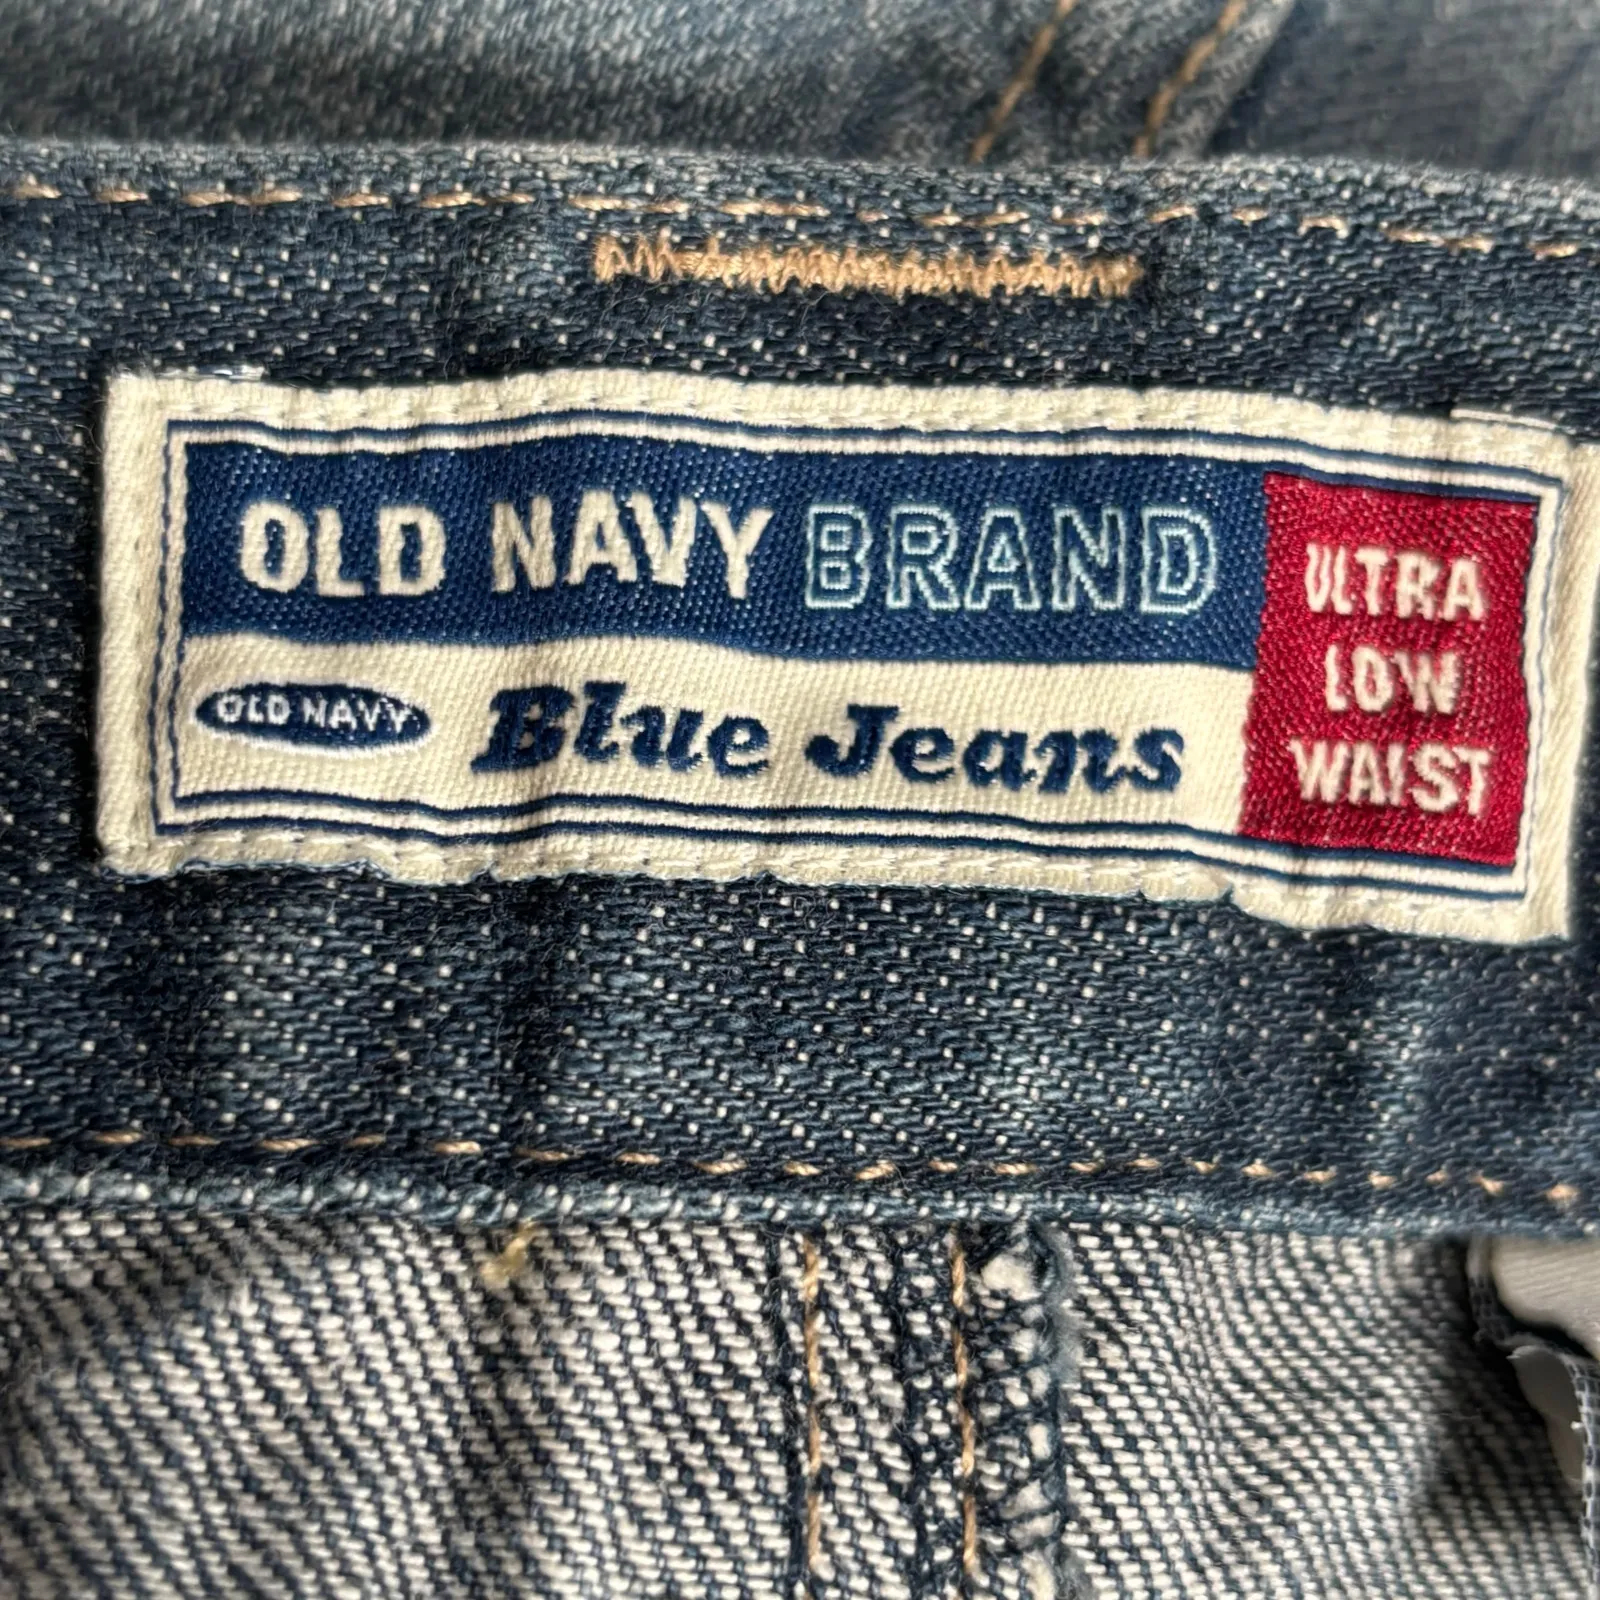 OLD NAVY BRAND
OLD NAVY Blue Jeans
ULTRA
LOW
WAIST